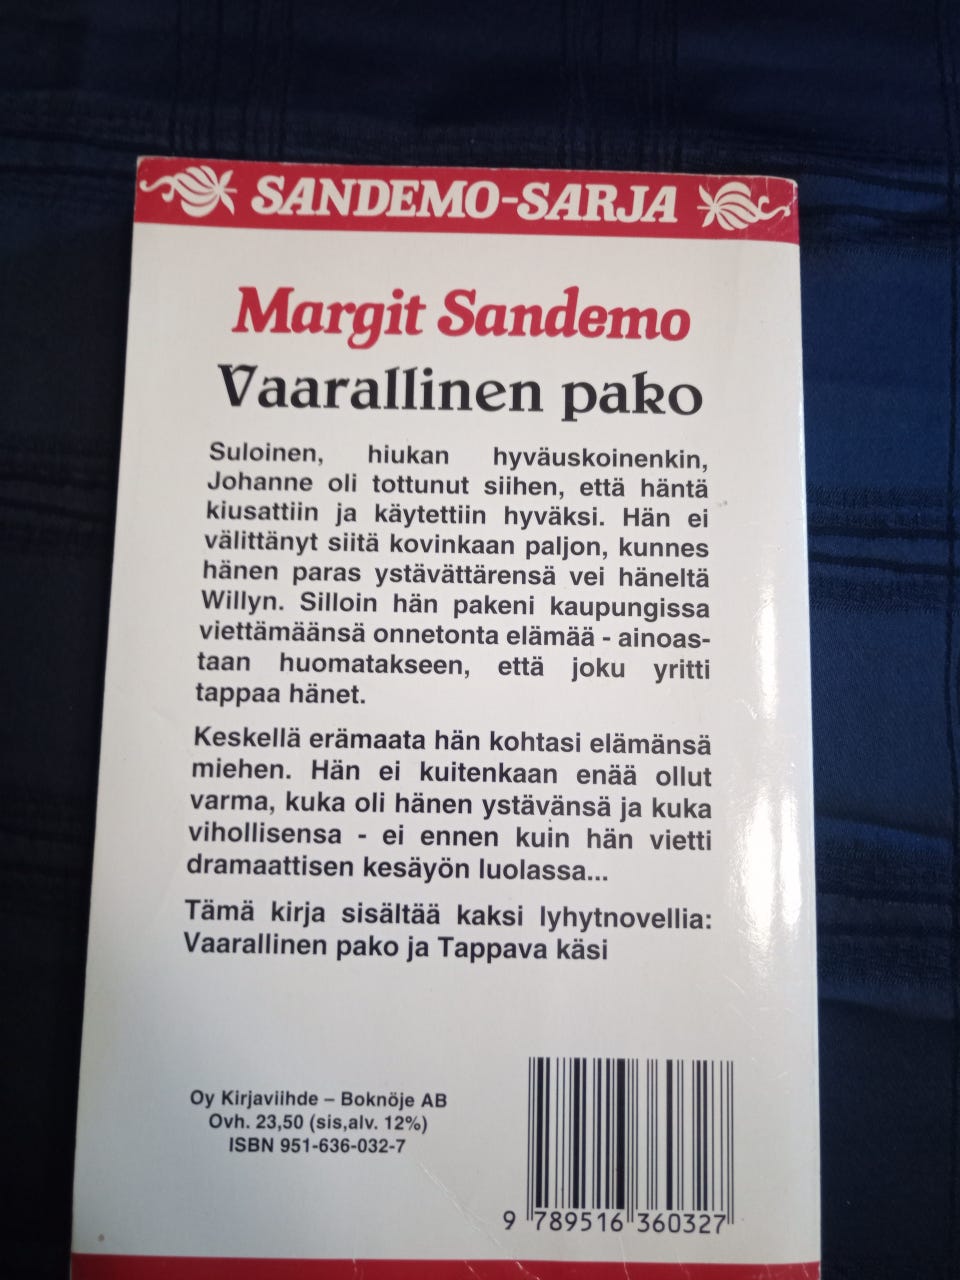 SANDEMO-SARJA
Margit Sandemo
Vaarallinen pako
Suloinen, hiukan hyväuskoinenkin,
Johanne oli tottunut siihen, että häntä
kiusattiin ja käytettiin hyväksi. Hän ei
välittänyt siitä kovinkaan paljon, kunnes
hänen paras ystävättärensä vei häneltä
Willyn. Silloin hän pakeni kaupungissa
viettämäänsä onnetonta elämää - ainoas-
taan huomatakseen, että joku yritti
tappaa hänet.
Keskellä erämaata hän kohtasi elämänsä
miehen. Hän ei kuitenkaan enää ollut
varma, kuka oli hänen ystävänsä ja kuka
vihollisensa - ei ennen kuin hän vietti
dramaattisen kesäyön luolassa...
Tämä kirja sisältää kaksi lyhytnovellia:
Vaarallinen pako ja Tappava käsi
Oy Kirjaviihde – Boknöje AB
Ovh. 23,50 (sis,alv. 12%)
ISBN 951-636-032-7
9 789516 360327